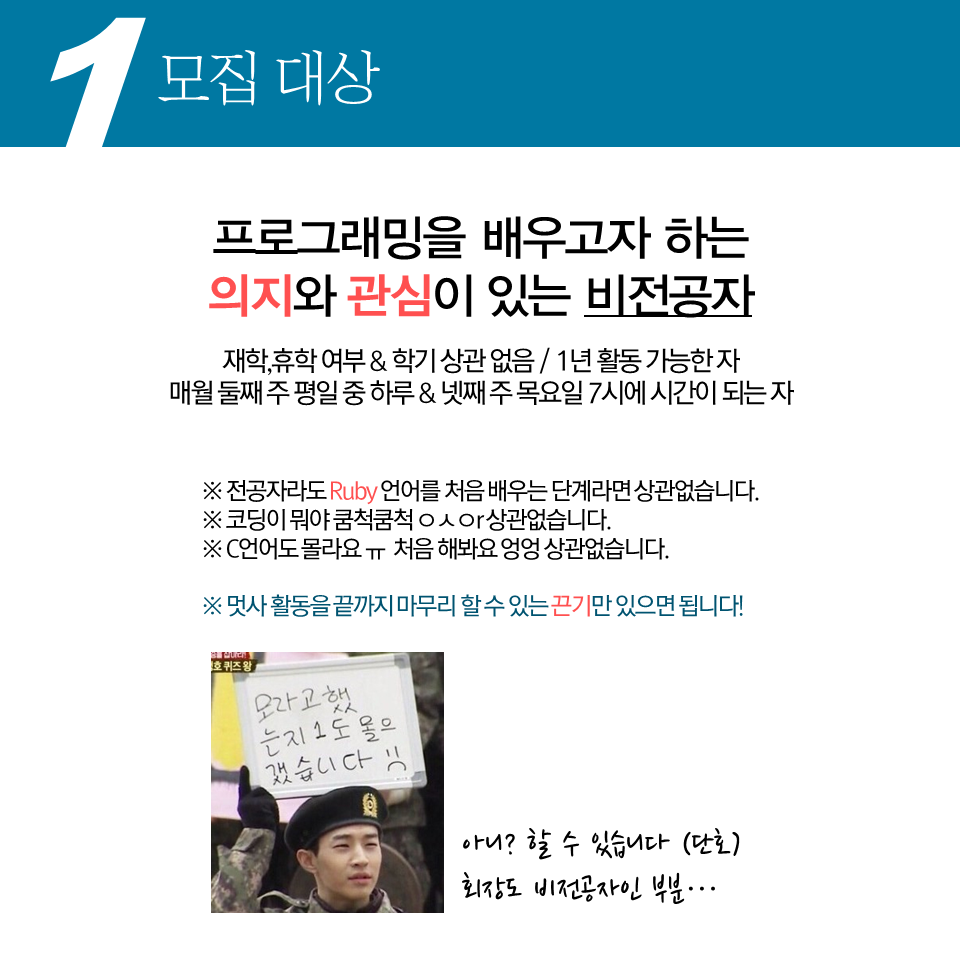 1 모집 대상
프로그래밍을 배우고자 하는
의지와 관심이 있는 비전공자
재학,휴학 여부 & 학기 상관 없음 / 1년 활동 가능한 자
매월 둘째 주 평일 중 하루 & 넷째 주 목요일 7시에 시간이 되는 자
※ 전공자라도 Ruby 언어를 처음 배우는 단계라면 상관없습니다.
※ 코딩이 뭐야 쿰척쿰척 ㅇㅅㅇr 상관없습니다.
※ C언어도 몰라요 ㅠ 처음 해봐요 엉엉 상관없습니다.
※ 멋사 활동을 끝까지 마무리 할 수 있는 끈기만 있으면 됩니다!
퀴즈 왕
모라고했
는지 1도 몰으
겠습니다
아니? 할 수 있습니다 (단호)
회장도 비전공자인 부분···